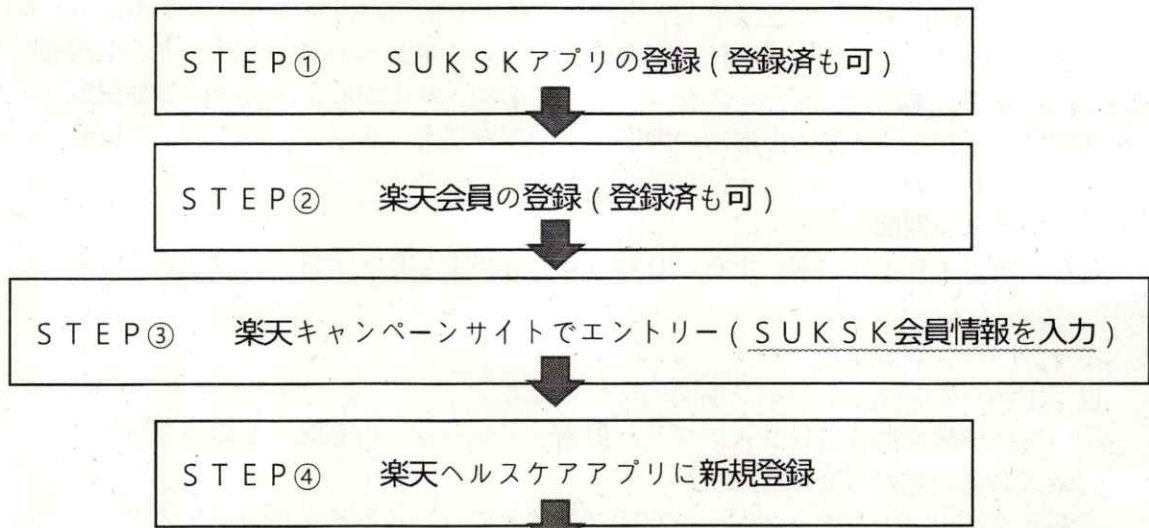 ＳＴＥＰ①　ＳＵＫＳＫアプリの登録（登録済も可）
ＳＴＥＰ②　楽天会員の登録（登録済も可）
ＳＴＥＰ③　楽天キャンペーンサイトでエントリー（ＳＵＫＳＫ会員情報を入力）
ＳＴＥＰ④　楽天ヘルスケアアプリに新規登録